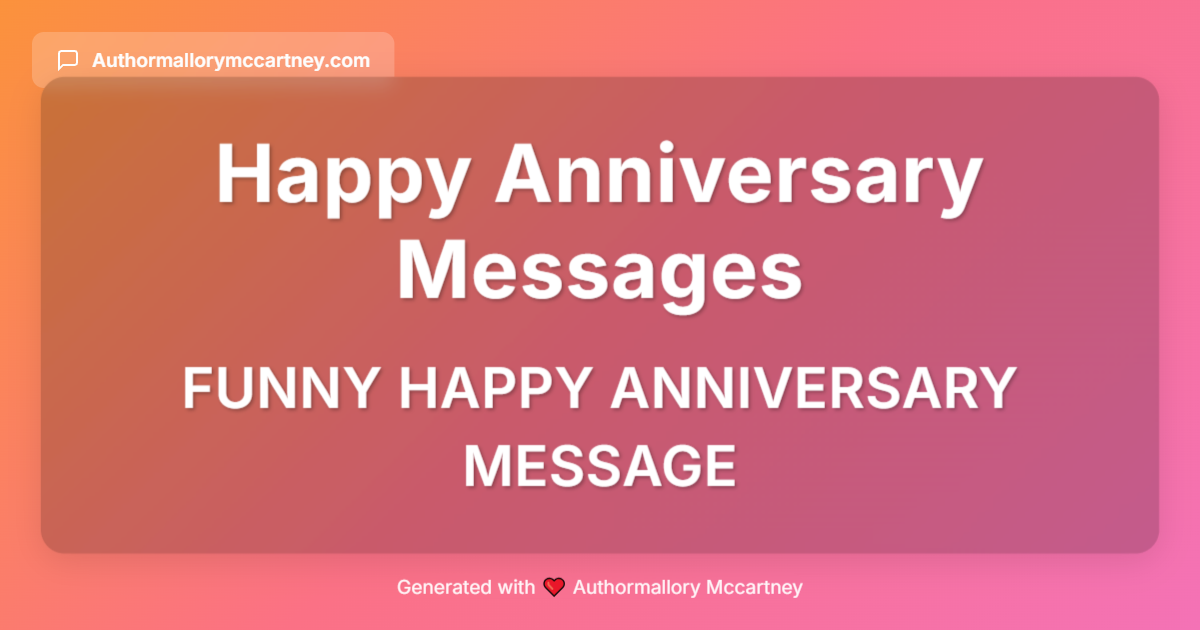 Authormallorymccartney.com
Happy Anniversary
Messages
FUNNY HAPPY ANNIVERSARY
MESSAGE
Generated with ❤️ Authormallory Mccartney